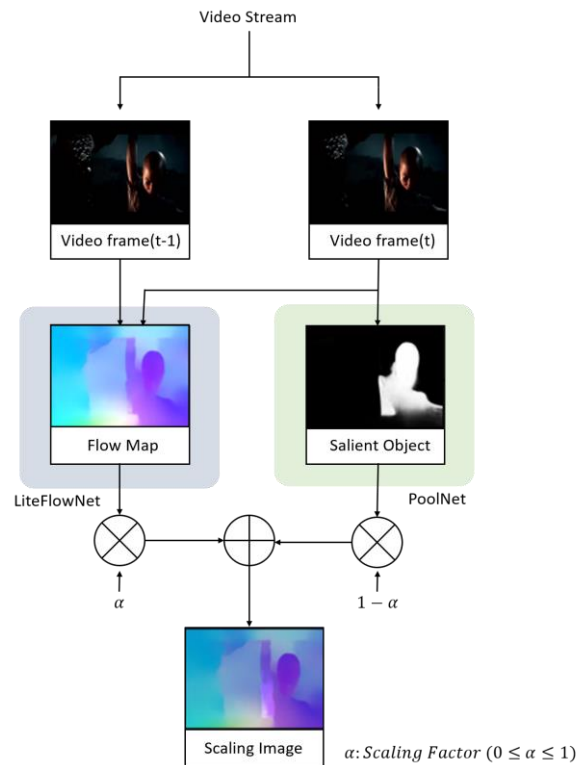 Video Stream
Video frame(t-1)
Video frame(t)
Flow Map
Salient Object
LiteFlowNet
PoolNet
α
1 − α
Scaling Image
α: Scaling Factor (0 ≤ α ≤ 1)